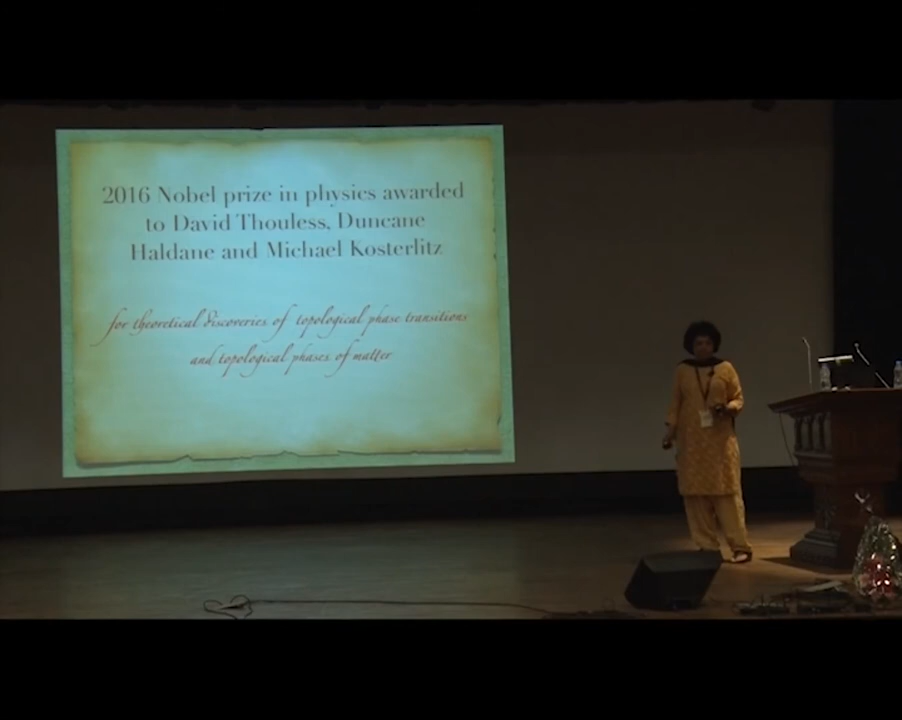 2016 Nobel prize in physics awarded
to David Thouless, Duncane
Haldane and Michael Kosterlitz
for theoretical discoveries of topological phase transitions
and topological phases of matter